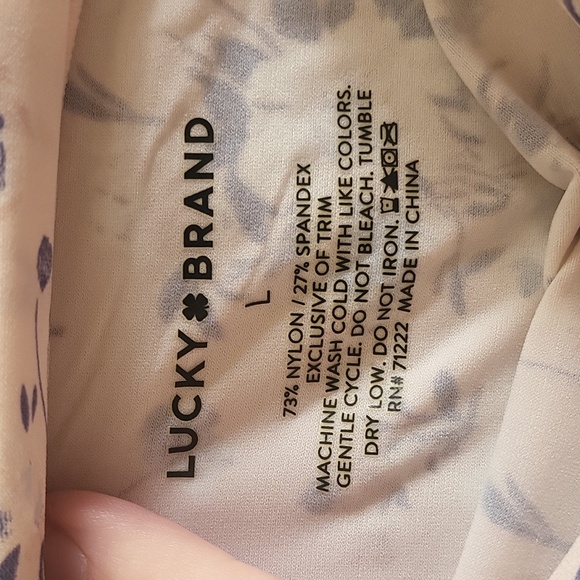 LUCKY BRAND
L
73% NYLON / 27% SPANDEX
EXCLUSIVE OF TRIM
MACHINE WASH COLD WITH LIKE COLORS.
GENTLE CYCLE. DO NOT BLEACH. TUMBLE
DRY LOW. DO NOT IRON.
RN# 71222 MADE IN CHINA